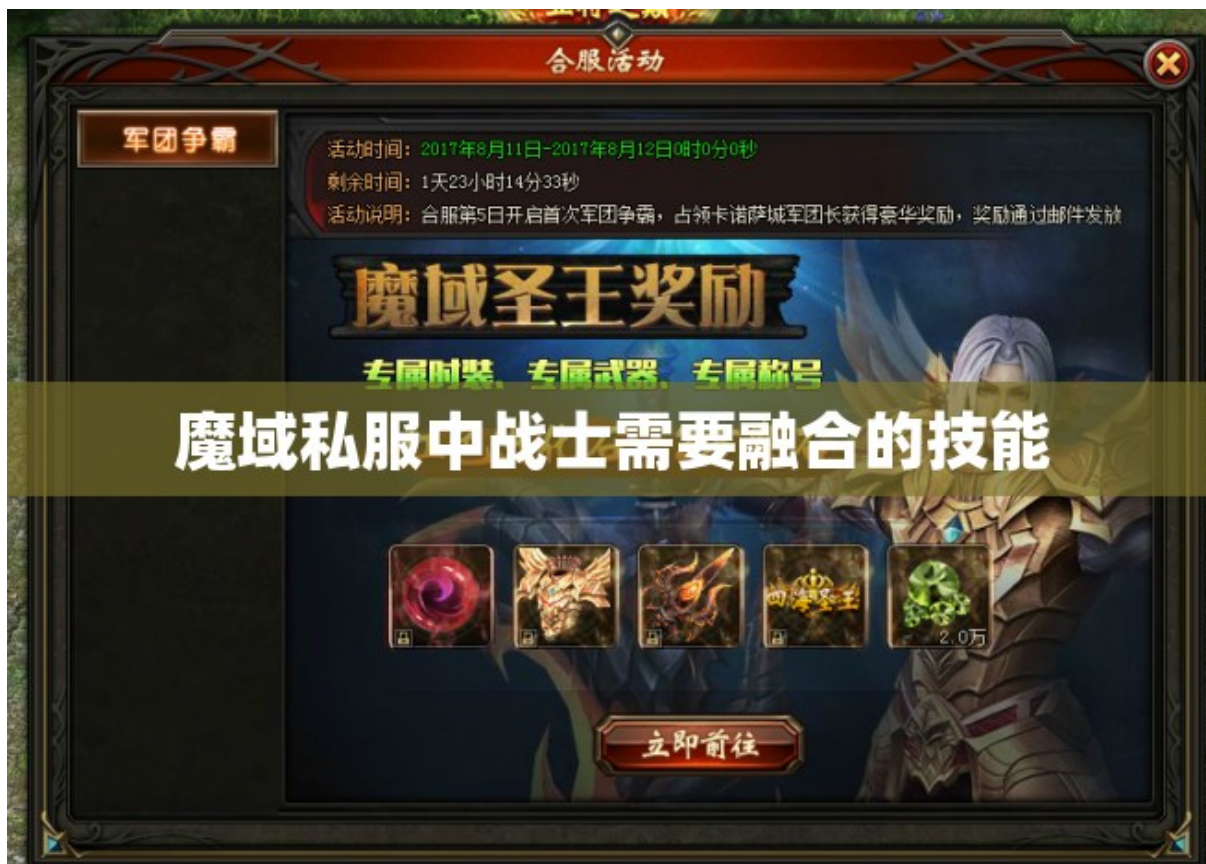 合服活动
军团争霸
活动时间：2017年8月11日-2017年8月12日0时0分0秒
剩余时间：1天23小时14分33秒
活动说明：合服第5日开启首次军团争霸，占领卡诺萨城军团长获得豪华奖励，奖励通过邮件发放
魔域圣王奖励
专属时装、专属武器、专属称号
魔域私服中战士需要融合的技能
四海圣王
2.0万
立即前往